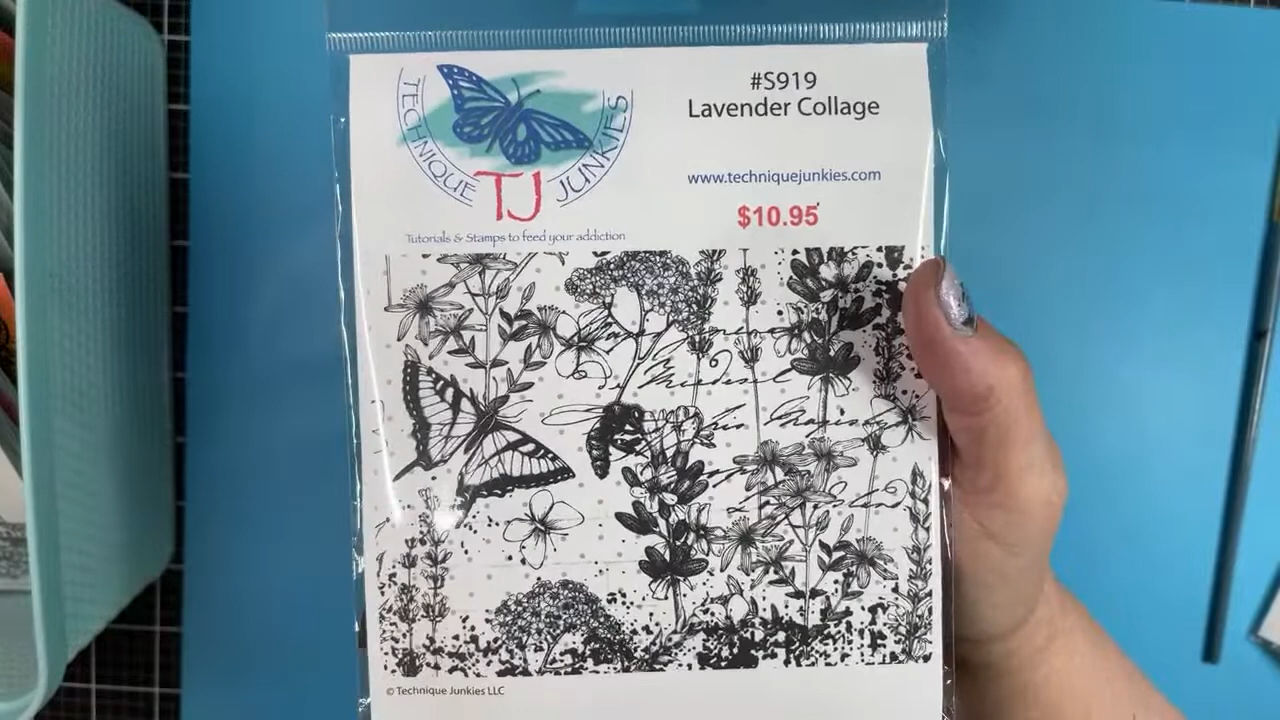 TECHNIQUE JUNKIES
TJ
Tutorials & Stamps to feed your addiction
#S919
Lavender Collage
www.techniquejunkies.com
$10.95
© Technique Junkies LLC